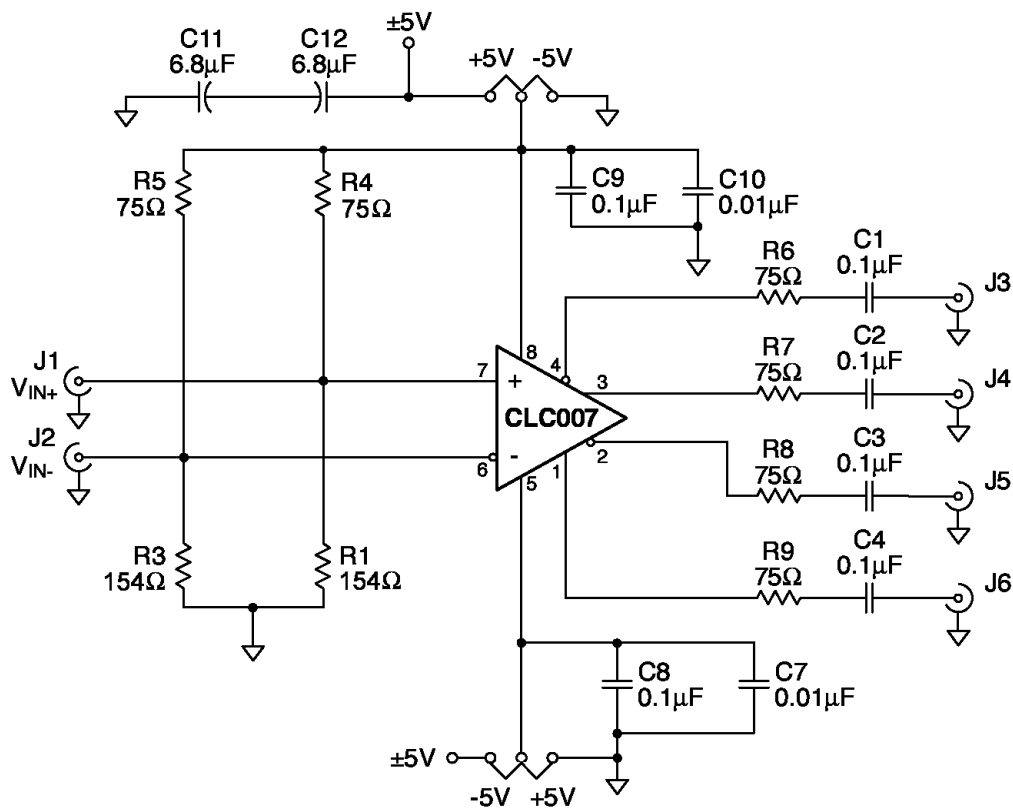 ±5V
C11
6.8µF
C12
6.8µF
+5V
-5V
R5
75Ω
R4
75Ω
C9
0.1µF
C10
0.01µF
R6
75Ω
C1
0.1µF
J3
J1
VIN+
7
+
8
4
3
R7
75Ω
C2
0.1µF
J4
CLC007
J2
VIN-
6
-
5
1
2
R8
75Ω
C3
0.1µF
J5
R3
154Ω
R1
154Ω
R9
75Ω
C4
0.1µF
J6
C8
0.1µF
C7
0.01µF
±5V
-5V
+5V